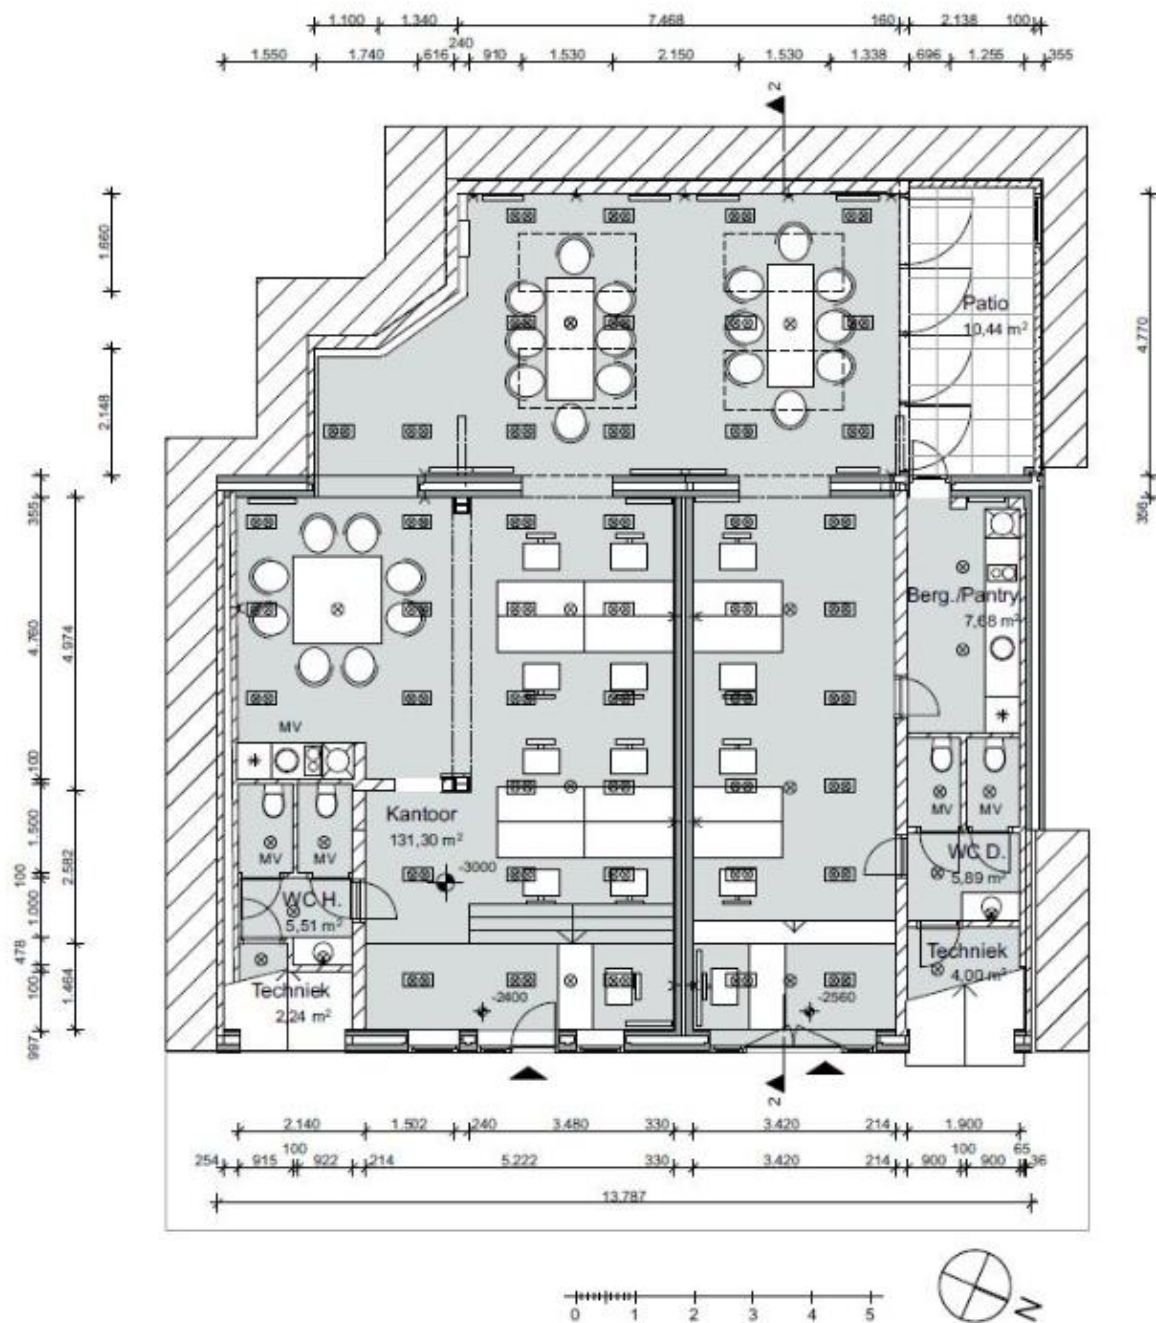 1.100 1.340 7.468 160 2.138 100
240
1.550 1.740 616 910 1.530 2.150 1.530 1.338 696 1.255 355
2
1.660
4.770
Patio
10,44 m²
2.148
355
356
4.760
4.974
Berg./Pantry
7,68 m²
MV
100
Kantoor
131,30 m²
1.500
MV MV MV MV
2.582
-3000
WC D.
5,89 m²
100
1.000
WC H.
5,51 m²
478
Techniek
4,00 m²
100
1.464
Techniek
2,24 m²
-2400
-2560
997
2
2.140 1.502 240 3.480 330 3.420 214 1.900
100 100 65
254 915 922 214 5.222 330 3.420 214 900 900 36
13.787
N
0 1 2 3 4 5